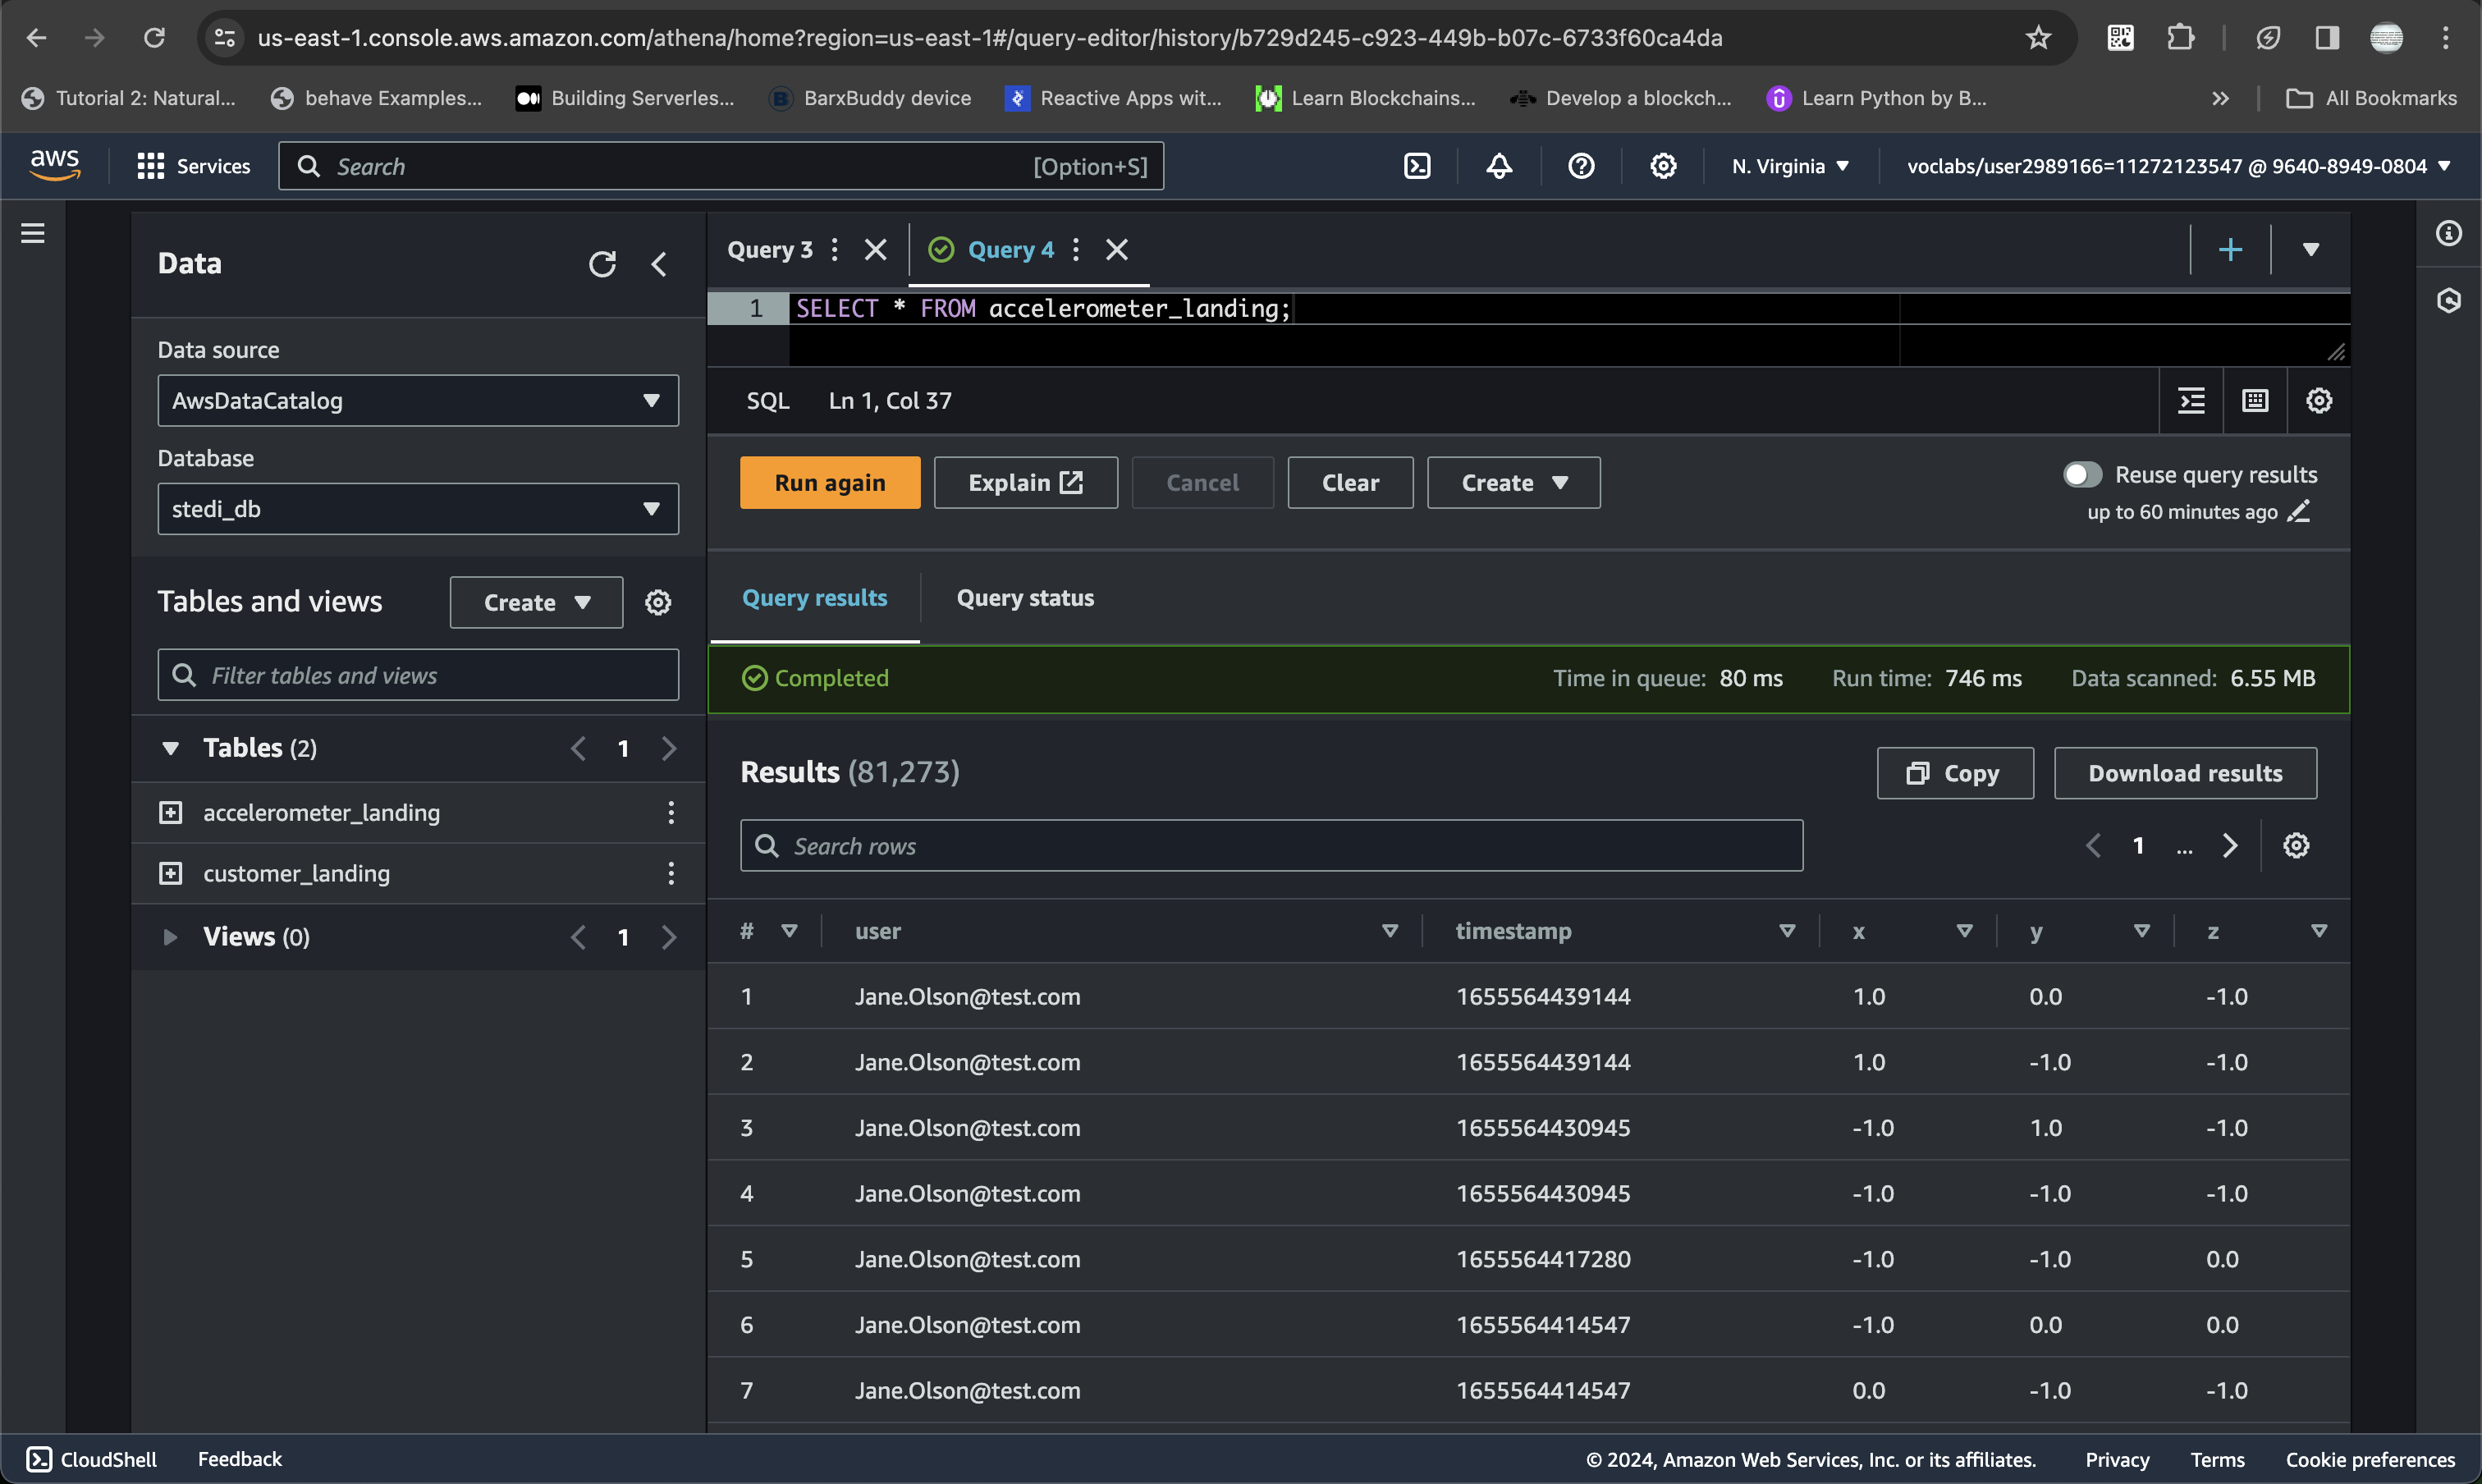 us-east-1.console.aws.amazon.com/athena/home?region=us-east-1#/query-editor/history/b729d245-c923-449b-b07c-6733f60ca4da
Tutorial 2: Natural... behave Examples... Building Serverles... BarxBuddy device Reactive Apps wit... Learn Blockchains... Develop a blockch... Learn Python by B... All Bookmarks
aws Services Search [Option+S] N. Virginia voclabs/user2989166=11272123547 @ 9640-8949-0804
Data
Data source
AwsDataCatalog
Database
stedi_db
Tables and views Create
Filter tables and views
Tables (2) 1
accelerometer_landing
customer_landing
Views (0) 1
Query 3 Query 4
1 SELECT * FROM accelerometer_landing;
SQL Ln 1, Col 37
Run again Explain Cancel Clear Create Reuse query results
up to 60 minutes ago
Query results Query status
Completed Time in queue: 80 ms Run time: 746 ms Data scanned: 6.55 MB
Results (81,273) Copy Download results
Search rows 1 ...
# user timestamp x y z
1 Jane.Olson@test.com 1655564439144 1.0 0.0 -1.0
2 Jane.Olson@test.com 1655564439144 1.0 -1.0 -1.0
3 Jane.Olson@test.com 1655564430945 -1.0 1.0 -1.0
4 Jane.Olson@test.com 1655564430945 -1.0 -1.0 -1.0
5 Jane.Olson@test.com 1655564417280 -1.0 -1.0 0.0
6 Jane.Olson@test.com 1655564414547 -1.0 0.0 0.0
7 Jane.Olson@test.com 1655564414547 0.0 -1.0 -1.0
CloudShell Feedback © 2024, Amazon Web Services, Inc. or its affiliates. Privacy Terms Cookie preferences